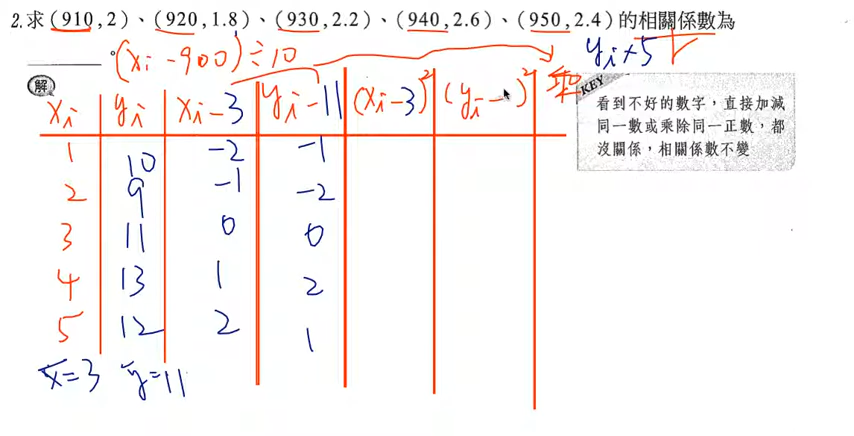 2.求(910,2)、(920,1.8)、(930,2.2)、(940,2.6)、(950,2.4)的相關係數為
。
(xi-900)÷10
yi×5
解
KEY
看到不好的數字,直接加減
同一數或乘除同一正數,都
沒關係,相關係數不變
xi yi xi-3 yi-11 (xi-3)² (yi- )² 乘
1 10 -2 -1
2 9 -1 -2
3 11 0 0
4 13 1 2
5 12 2 1
x̄=3 ȳ=11